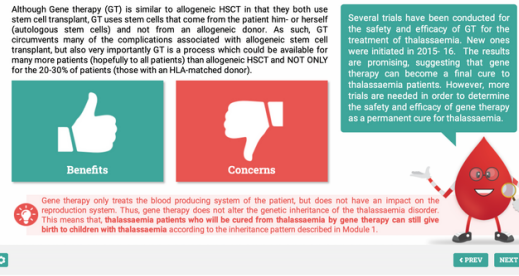 Although Gene therapy (GT) is similar to allogeneic HSCT in that they both use
stem cell transplant, GT uses stem cells that come from the patient him- or herself
(autologous stem cells) and not from an allogeneic donor. As such, GT
circumvents many of the complications associated with allogeneic stem cell
transplant, but also very importantly GT is a process which could be available for
many more patients (hopefully to all patients) than allogeneic HSCT and NOT ONLY
for the 20-30% of patients (those with an HLA-matched donor).
Several trials have been conducted for
the safety and efficacy of GT for the
treatment of thalassaemia. New ones
were initiated in 2015- 16. The results
are promising, suggesting that gene
therapy can become a final cure to
thalassaemia patients. However, more
trials are needed in order to determine
the safety and efficacy of gene therapy
as a permanent cure for thalassaemia.
Benefits
Concerns
Gene therapy only treats the blood producing system of the patient, but does not have an impact on the
reproduction system. Thus, gene therapy does not alter the genetic inheritance of the thalassaemia disorder.
This means that, thalassaemia patients who will be cured from thalassaemia by gene therapy can still give
birth to children with thalassaemia according to the inheritance pattern described in Module 1.
< PREV
NEXT